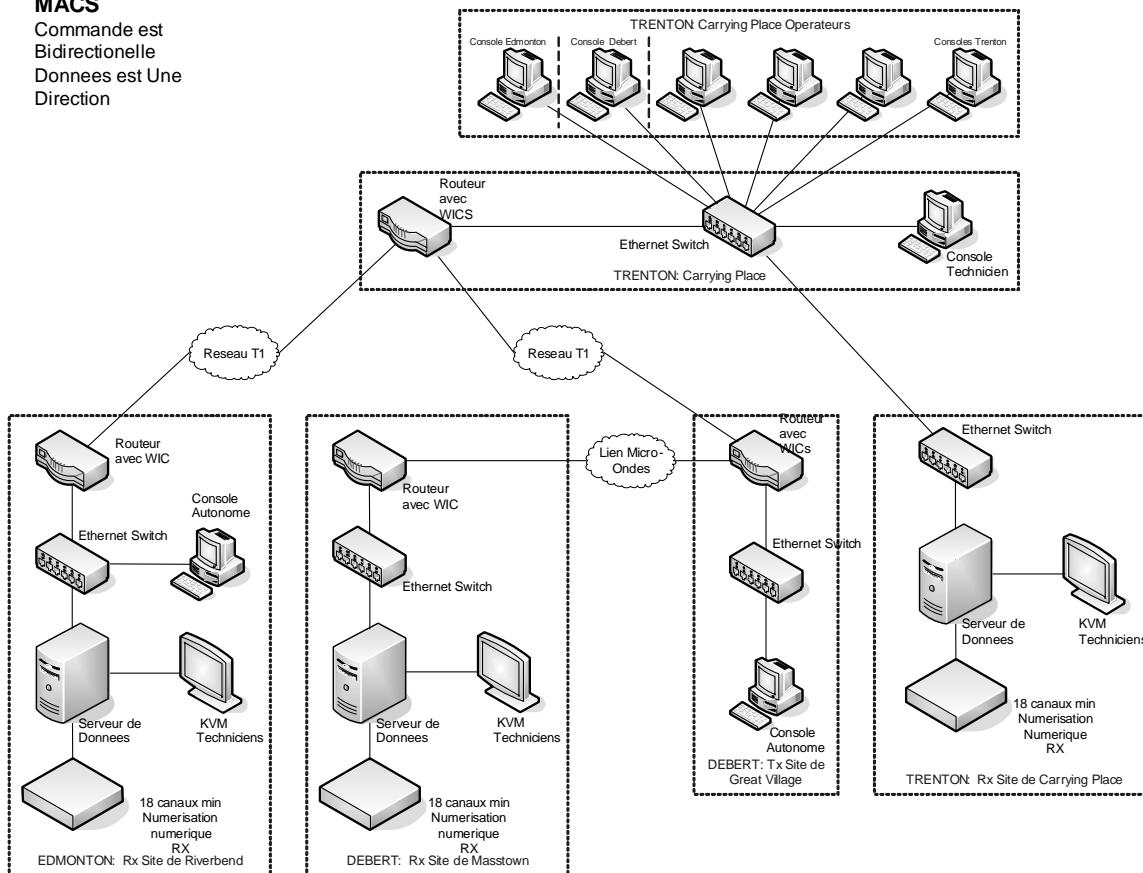 MACS
Commande est
Bidirectionelle
Donnees est Une
Direction
TRENTON: Carrying Place Operateurs
Console Edmonton
Console Debert
Consoles Trenton
Routeur
avec
WICS
Ethernet Switch
Console
Technicien
TRENTON: Carrying Place
Reseau T1
Reseau T1
Routeur
avec WIC
Console
Autonome
Ethernet Switch
Serveur de
Donnees
KVM
Techniciens
18 canaux min
Numerisation
numerique
RX
EDMONTON: Rx Site de Riverbend
Routeur
avec WIC
Ethernet Switch
Serveur de
Donnees
KVM
Techniciens
18 canaux min
Numerisation
numerique
RX
DEBERT: Rx Site de Masstown
Lien Micro-
Ondes
Routeur
avec
WICs
Ethernet Switch
Console
Autonome
DEBERT: Tx Site de
Great Village
Ethernet Switch
Serveur de
Donnees
KVM
Techniciens
18 canaux min
Numerisation
Numerique
RX
TRENTON: Rx Site de Carrying Place